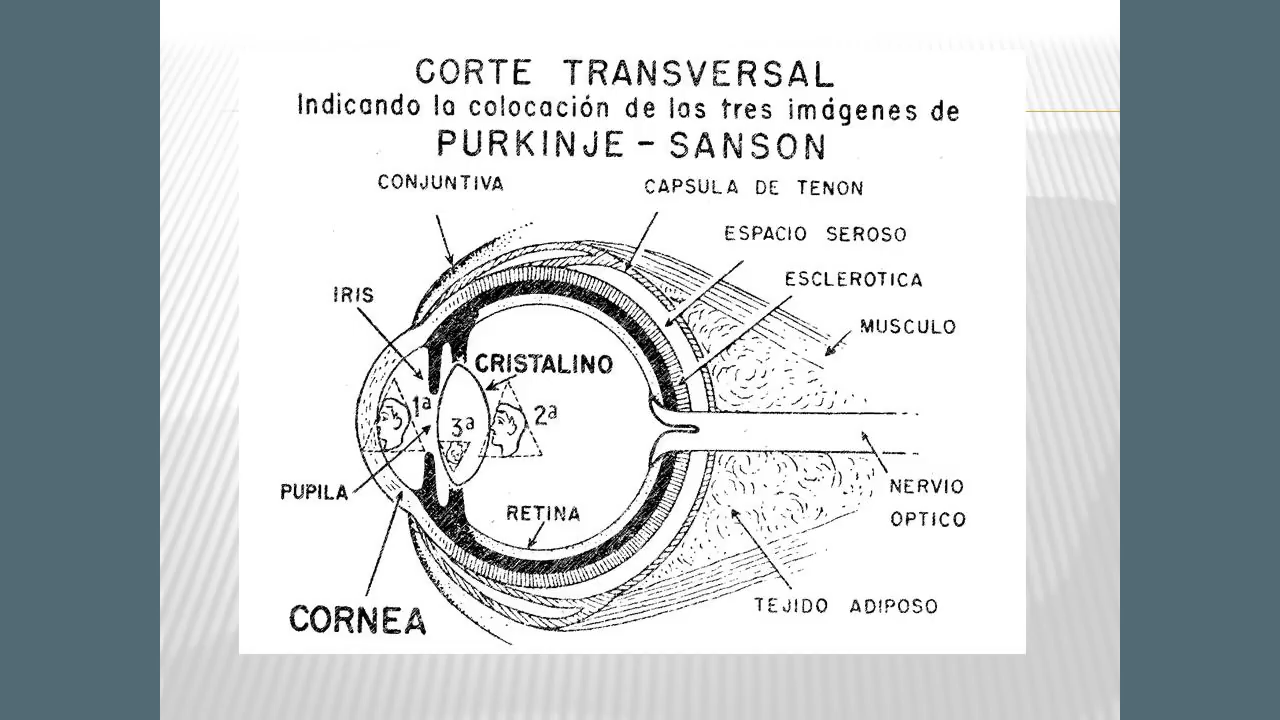 CORTE TRANSVERSAL
Indicando la colocación de las tres imágenes de
PURKINJE - SANSON
CONJUNTIVA
CAPSULA DE TENON
ESPACIO SEROSO
ESCLEROTICA
IRIS
MUSCULO
CRISTALINO
1ª
2ª
3ª
PUPILA
NERVIO
OPTICO
RETINA
TEJIDO ADIPOSO
CORNEA